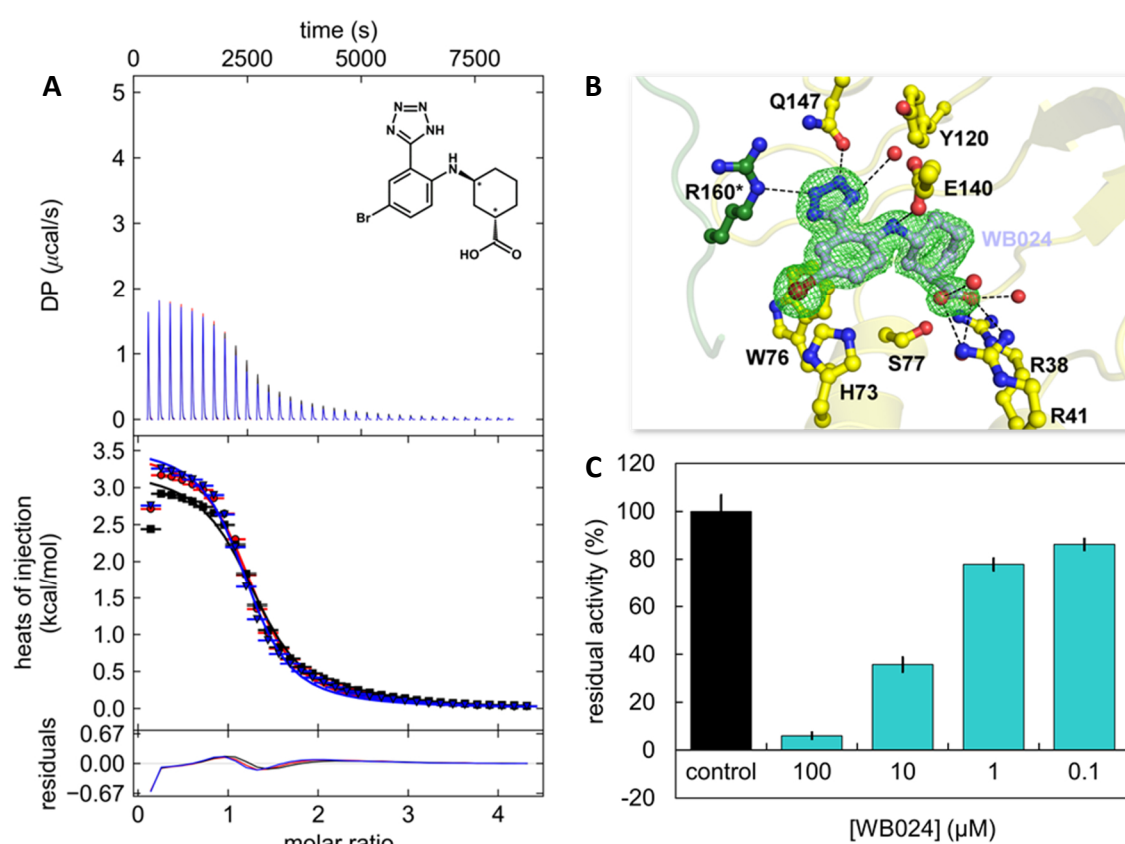 A
time (s)
0 2500 5000 7500
DP (μcal/s)
5
4
3
2
1
0
N N
N NH
H
N
Br
HO O
heats of injection
(kcal/mol)
3.5
3.0
2.5
2.0
1.5
1.0
0.5
0.0
residuals
0.67
0.00
−0.67
0 1 2 3 4
molar ratio
B
Q147
Y120
R160*
E140
WB024
W76
S77
R38
H73
R41
C
residual activity (%)
120
100
80
60
40
20
0
-20
control 100 10 1 0.1
[WB024] (μM)